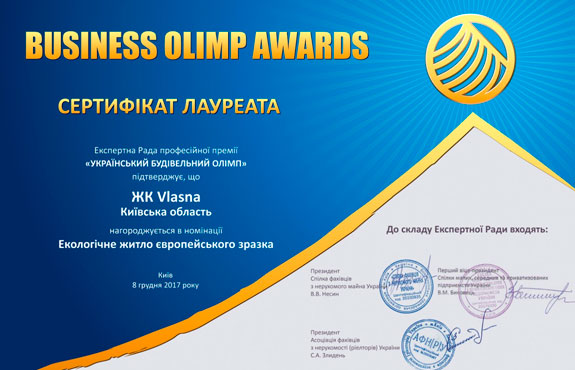 BUSINESS OLIMP AWARDS
СЕРТИФІКАТ ЛАУРЕАТА
Експертна Рада професійної премії
«УКРАЇНСЬКИЙ БУДІВЕЛЬНИЙ ОЛІМП»
підтверджує, що
ЖК Vlasna
Київська область
нагороджується в номінації
Екологічне житло європейського зразка
Київ
8 грудня 2017 року
До складу Експертної Ради входять:
Президент
Спілка фахівців
з нерухомого майна України
В.В. Несин
Перший віце-президент
Спілки малих, середніх та приватизованих
підприємств України
В.М. Биковець
Президент
Асоціація фахівців
з нерухомості (ріелторів) України
С.А. Злидень
АФНР(Р)У